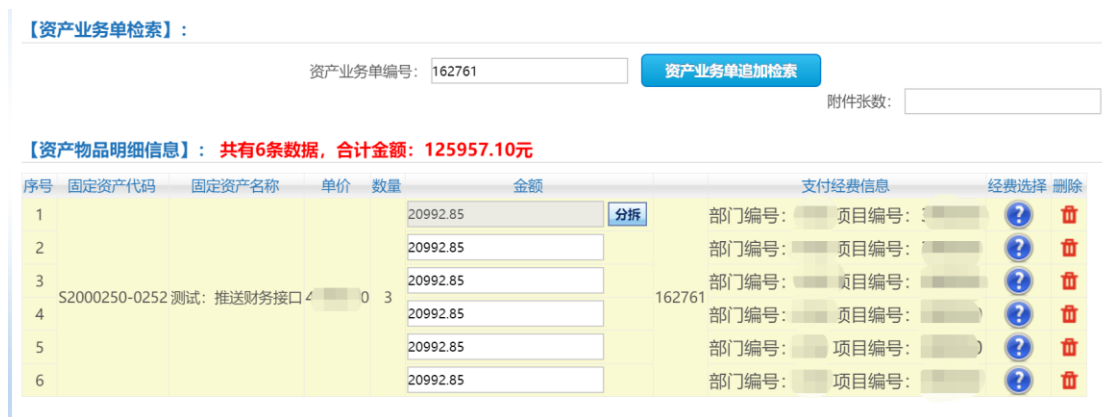 【资产业务单检索】:
资产业务单编号: 162761 资产业务单追加检索
附件张数:
【资产物品明细信息】: 共有6条数据, 合计金额: 125957.10元
序号 固定资产代码 固定资产名称 单价 数量 金额 支付经费信息 经费选择 删除
1 20992.85 分拆 部门编号: 项目编号:
2 20992.85 部门编号: 项目编号:
3 20992.85 部门编号: 项目编号:
S2000250-0252 测试: 推送财务接口 3 162761
4 20992.85 部门编号: 项目编号:
5 20992.85 部门编号: 项目编号:
6 20992.85 部门编号: 项目编号: